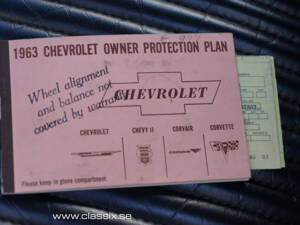 1963 CHEVROLET OWNER PROTECTION PLAN
Wheel alignment
and balance not
covered by warranty
CHEVROLET
CHEVROLET CHEVY II CORVAIR CORVETTE
Please keep in glove compartment
www.classix.se